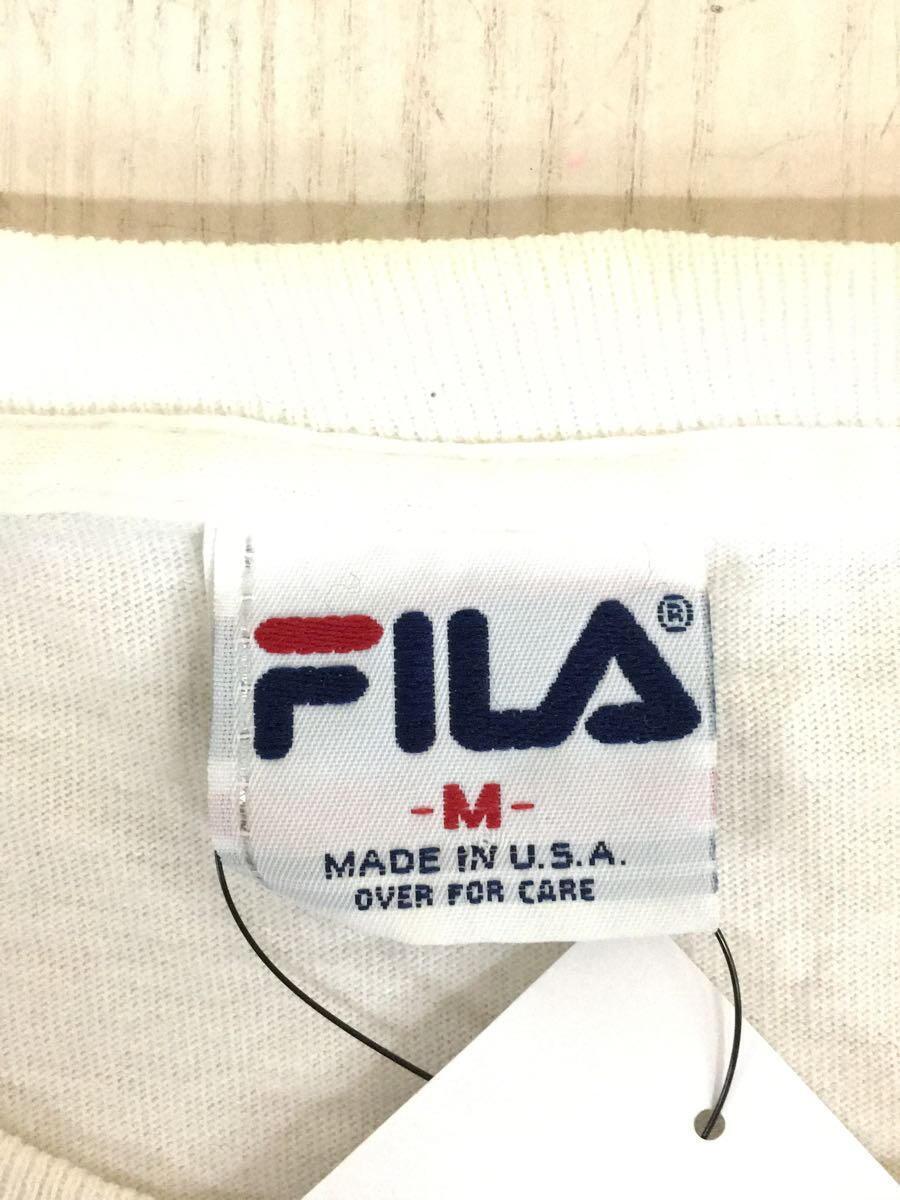 FILA®
-M-
MADE IN U.S.A.
OVER FOR CARE